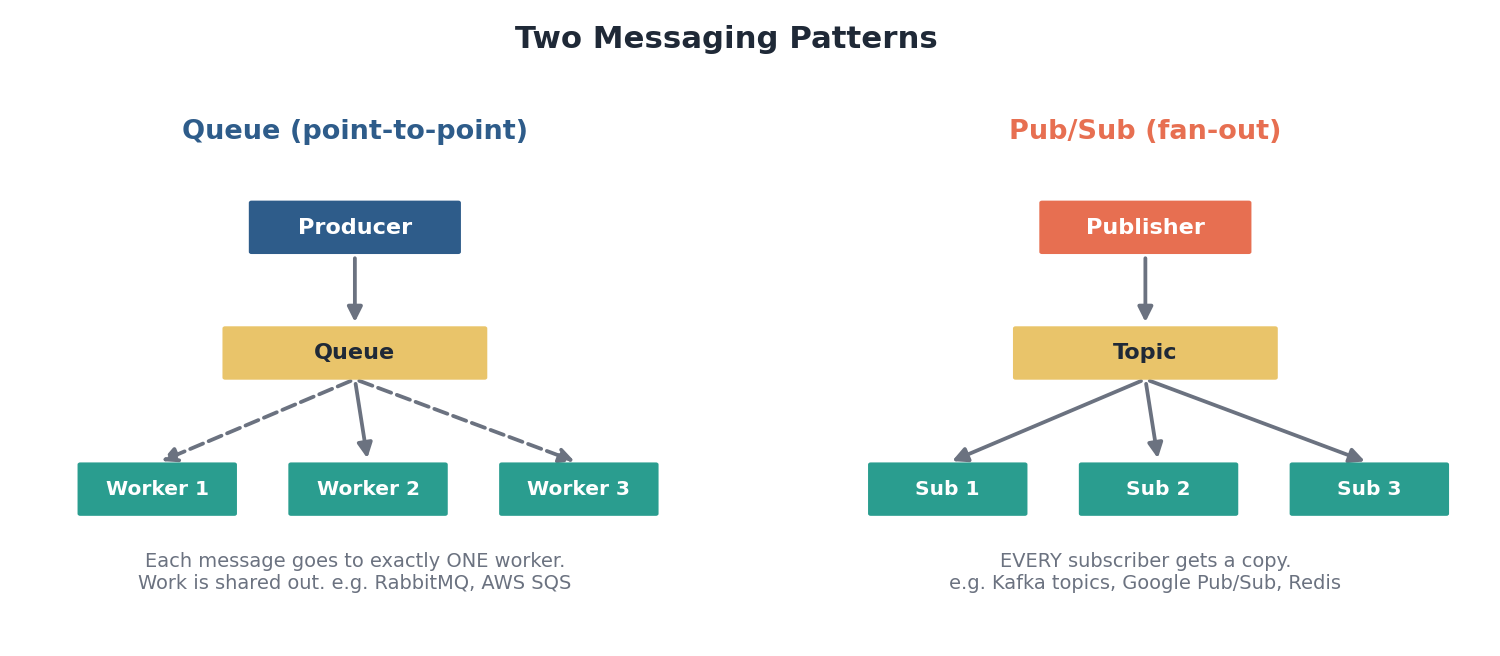 Two Messaging Patterns
Queue (point-to-point)
Producer
Queue
Worker 1
Worker 2
Worker 3
Each message goes to exactly ONE worker.
Work is shared out. e.g. RabbitMQ, AWS SQS
Pub/Sub (fan-out)
Publisher
Topic
Sub 1
Sub 2
Sub 3
EVERY subscriber gets a copy.
e.g. Kafka topics, Google Pub/Sub, Redis